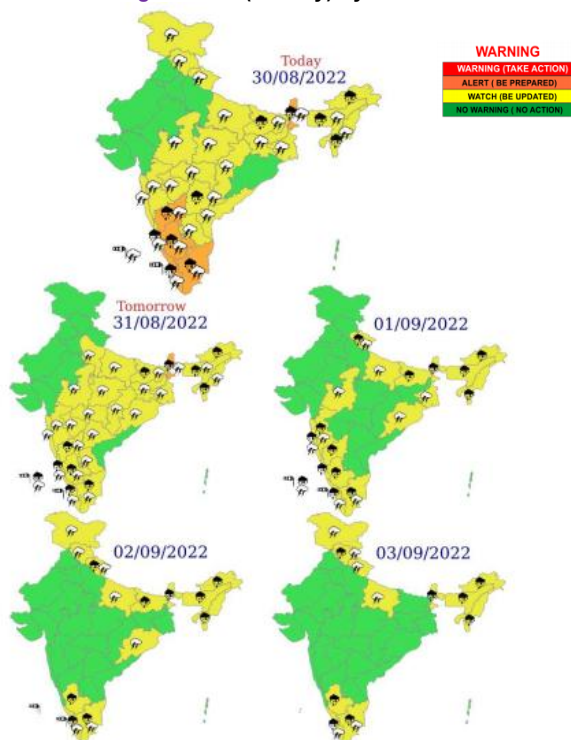 Today
30/08/2022
WARNING
WARNING (TAKE ACTION)
ALERT ( BE PREPARED)
WATCH (BE UPDATED)
NO WARNING ( NO ACTION)
Tomorrow
31/08/2022
01/09/2022
02/09/2022
03/09/2022